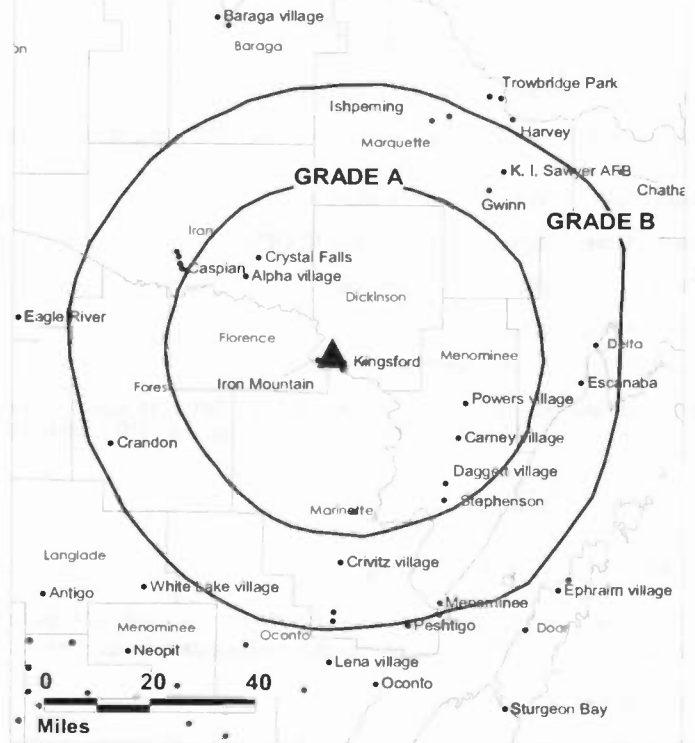 Baraga village
on
Baraga
Trowbridge Park
Ishpeming
Harvey
Marquette
K. I. Sawyer AFB
GRADE A
Chatha
Gwinn
GRADE B
Iron
Crystal Falls
Caspian
Alpha village
Dickinson
Eagle River
Florence
Delta
Kingsford
Menominee
Iron Mountain
Escanaba
Forest
Powers village
Crandon
Carney village
Daggett village
Stephenson
Marinette
Langlade
Crivitz village
White Lake village
Antigo
Ephraim village
Menominee
Menominee
Peshtigo
Door
Oconto
Neopit
Lena village
0 20 40
Oconto
Miles
Sturgeon Bay